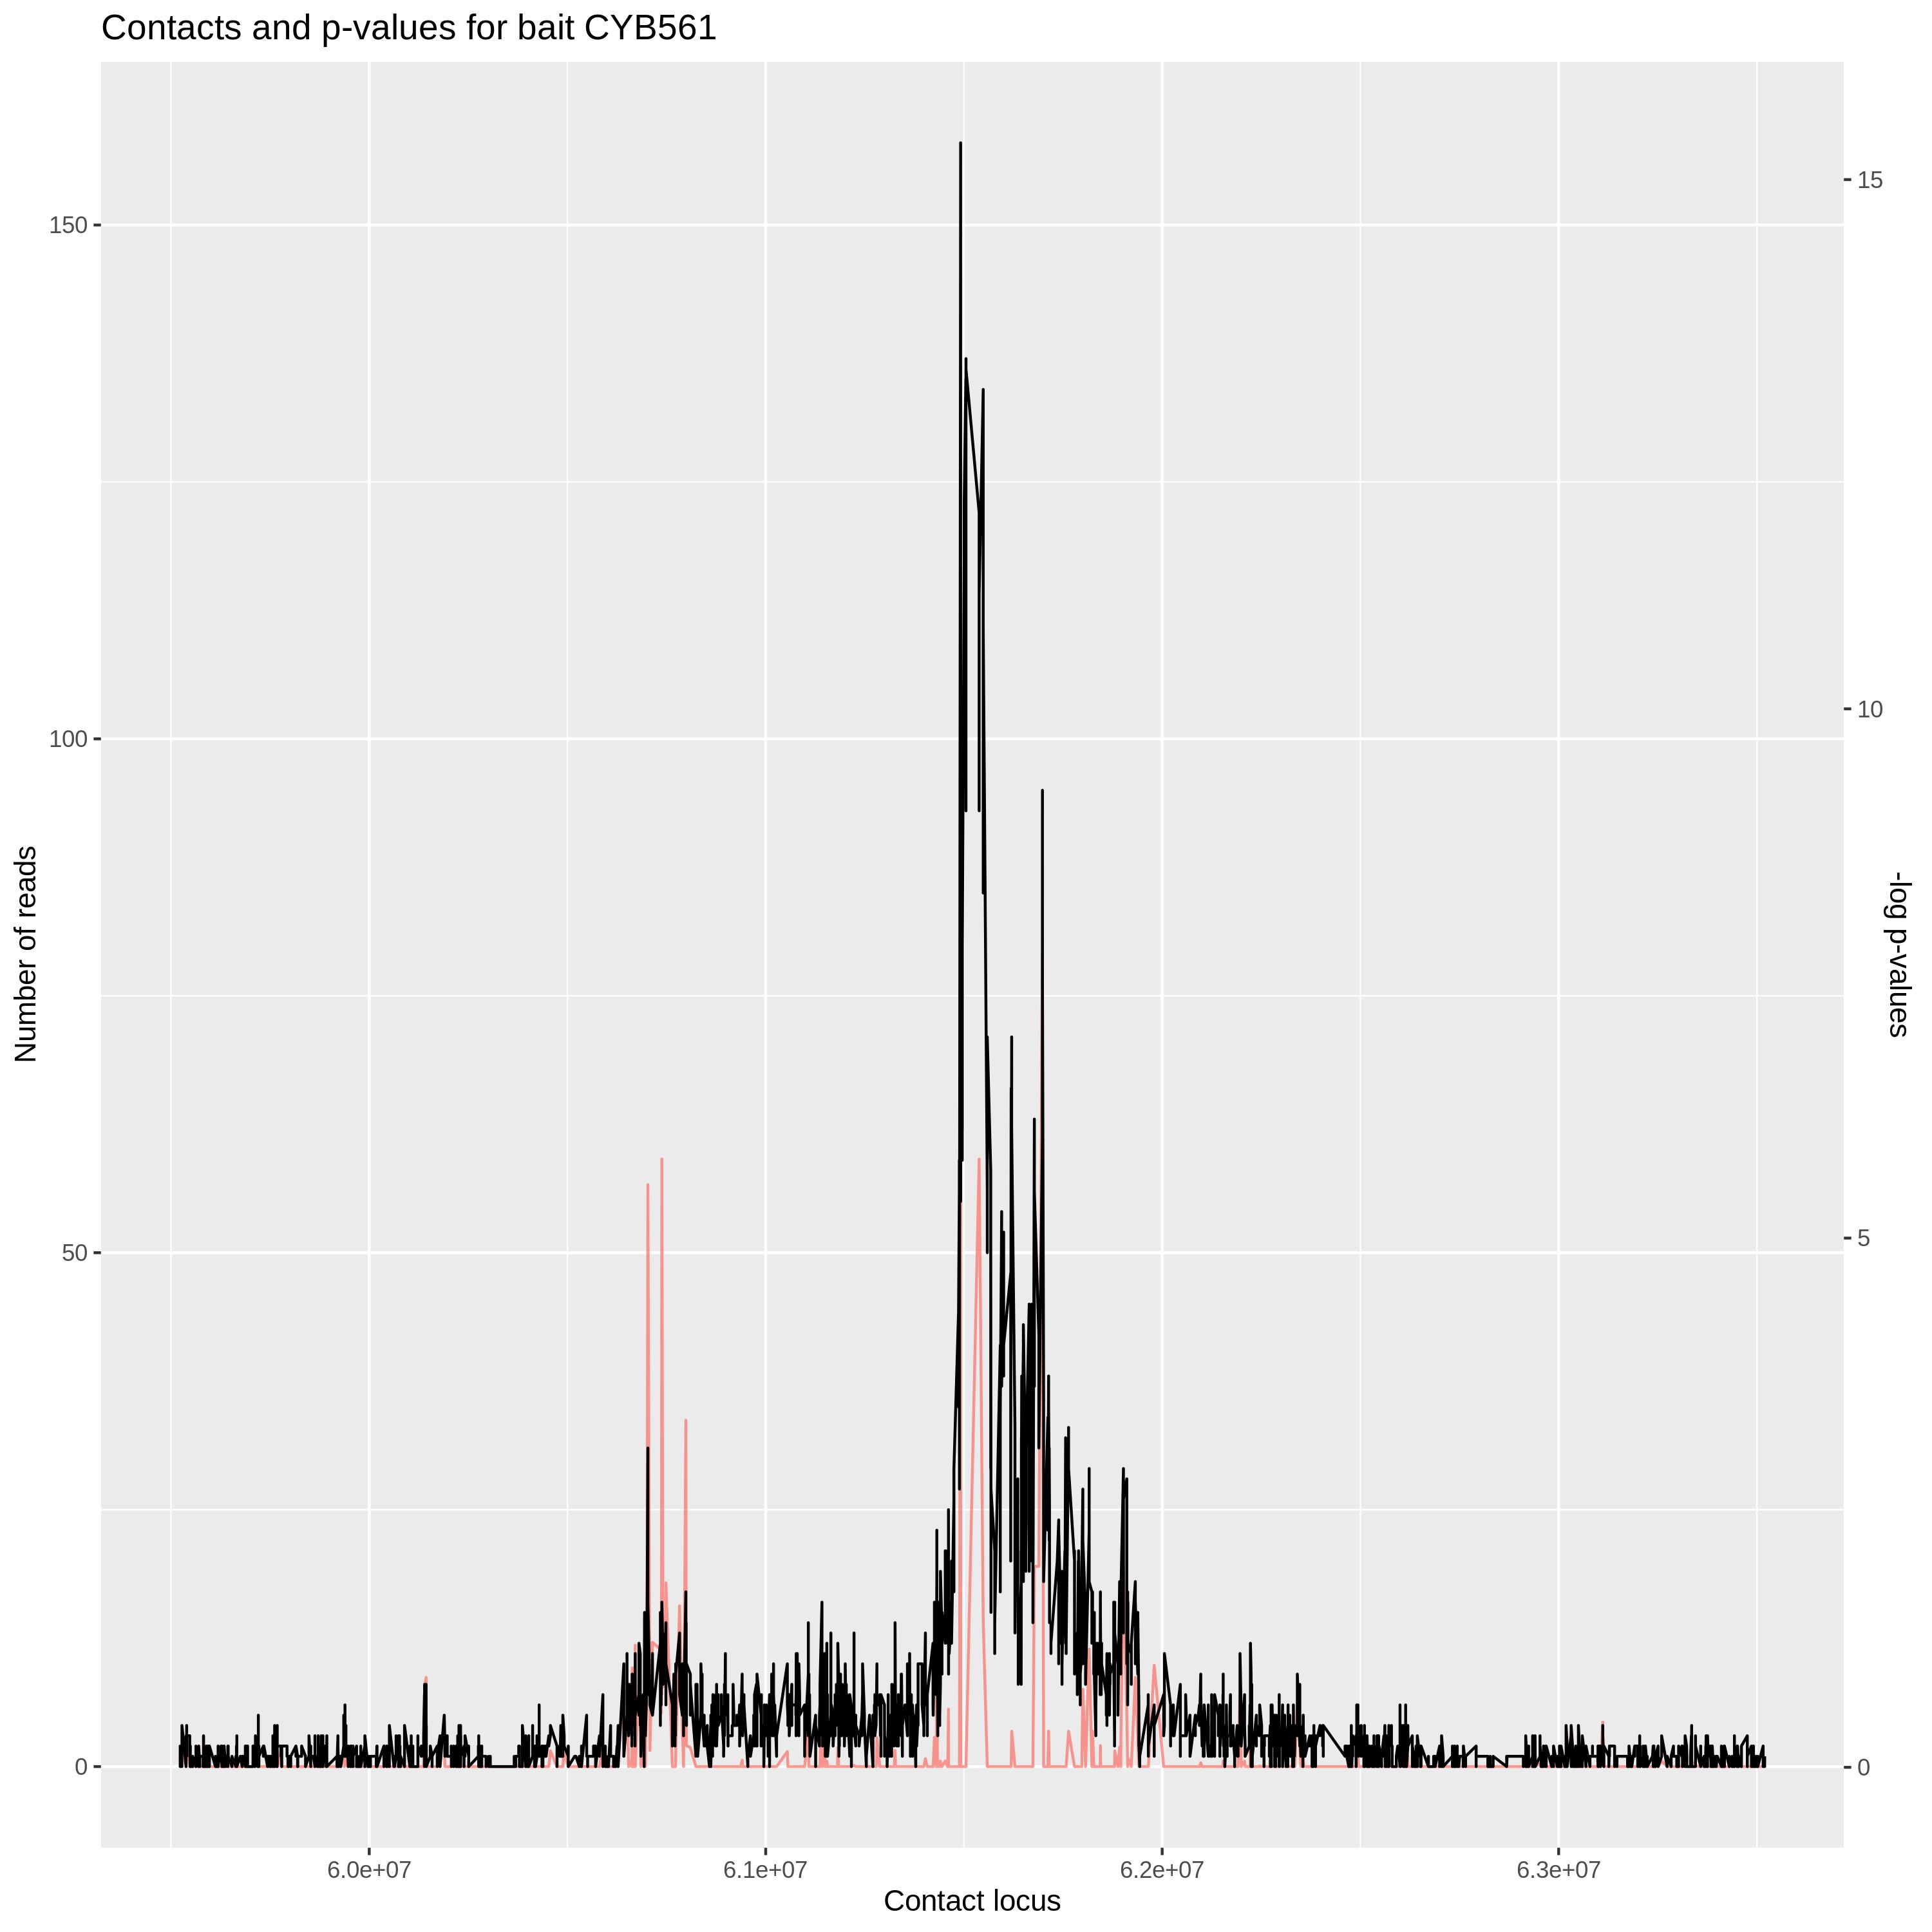 Contacts and p-values for bait CYB561
150
100
50
0
Number of reads
15
10
5
0
-log p-values
6.0e+07
6.1e+07
6.2e+07
6.3e+07
Contact locus